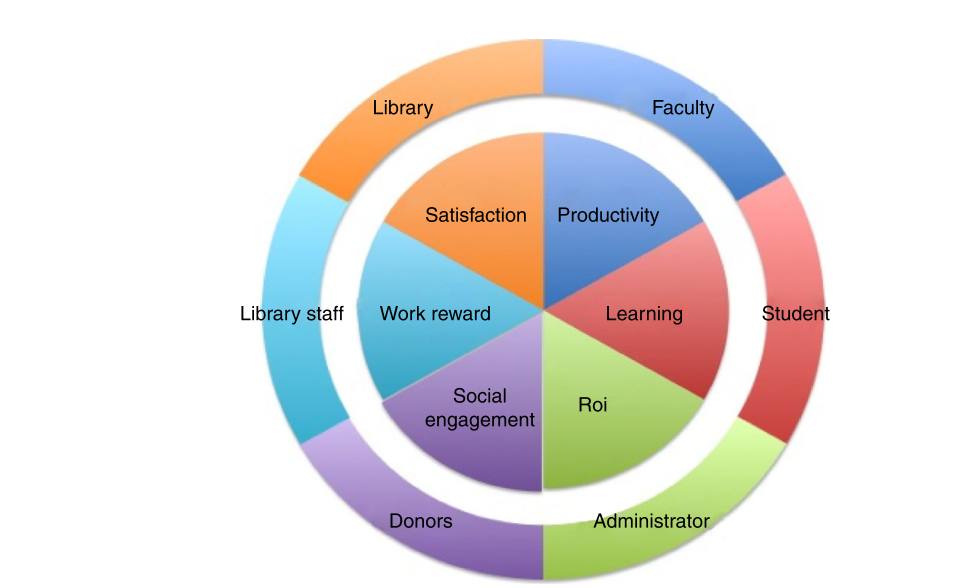 Library
Faculty
Satisfaction
Productivity
Library staff
Work reward
Learning
Student
Social
engagement
Roi
Donors
Administrator